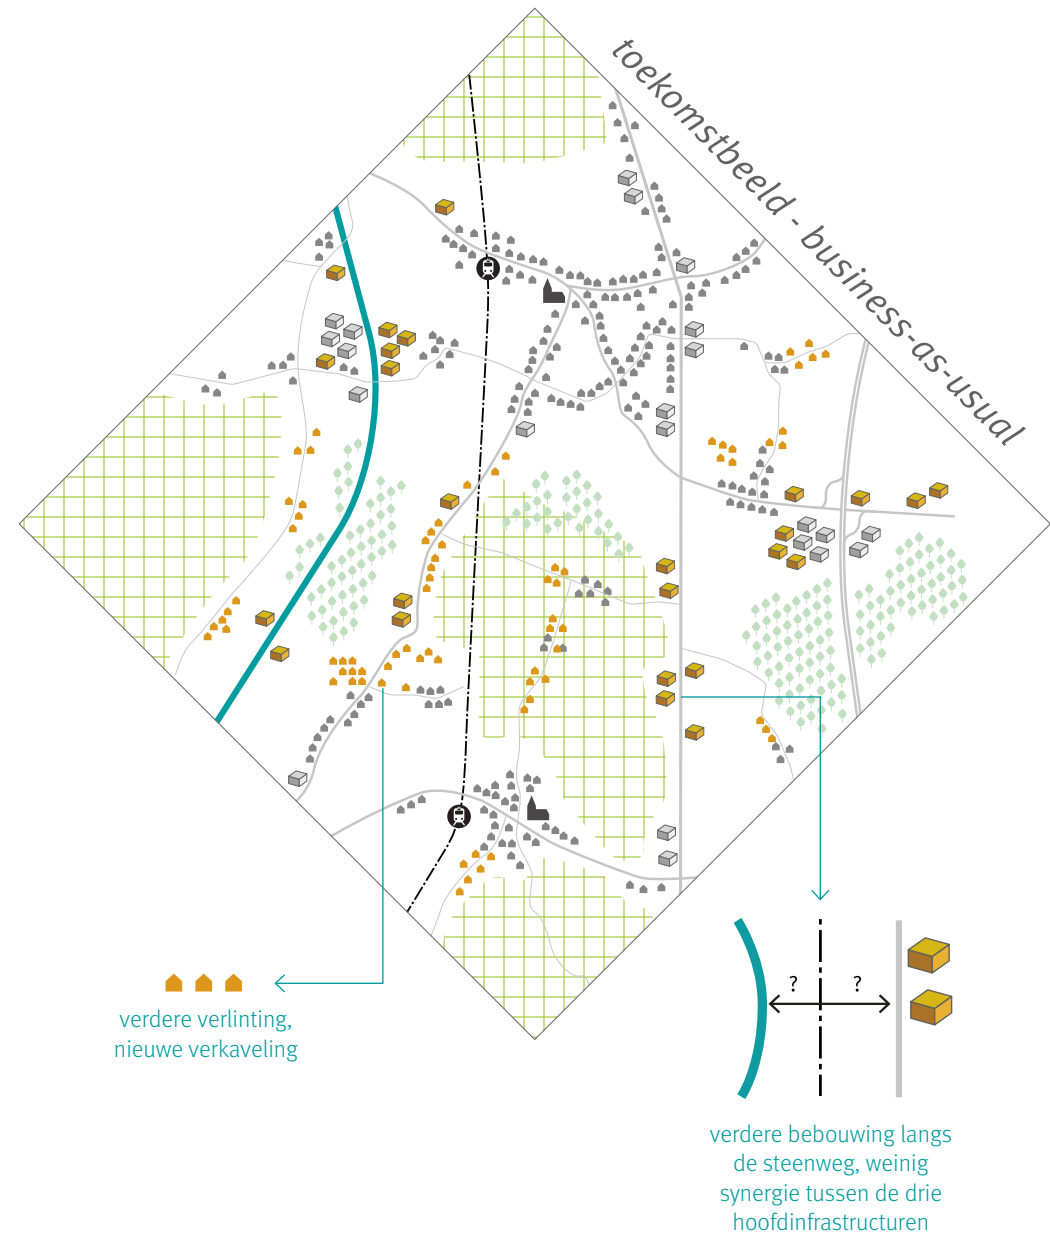 toekomstbeeld - business-as-usual
verdere verlinting,
nieuwe verkaveling
? ?
verdere bebouwing langs
de steenweg, weinig
synergie tussen de drie
hoofdinfrastructuren